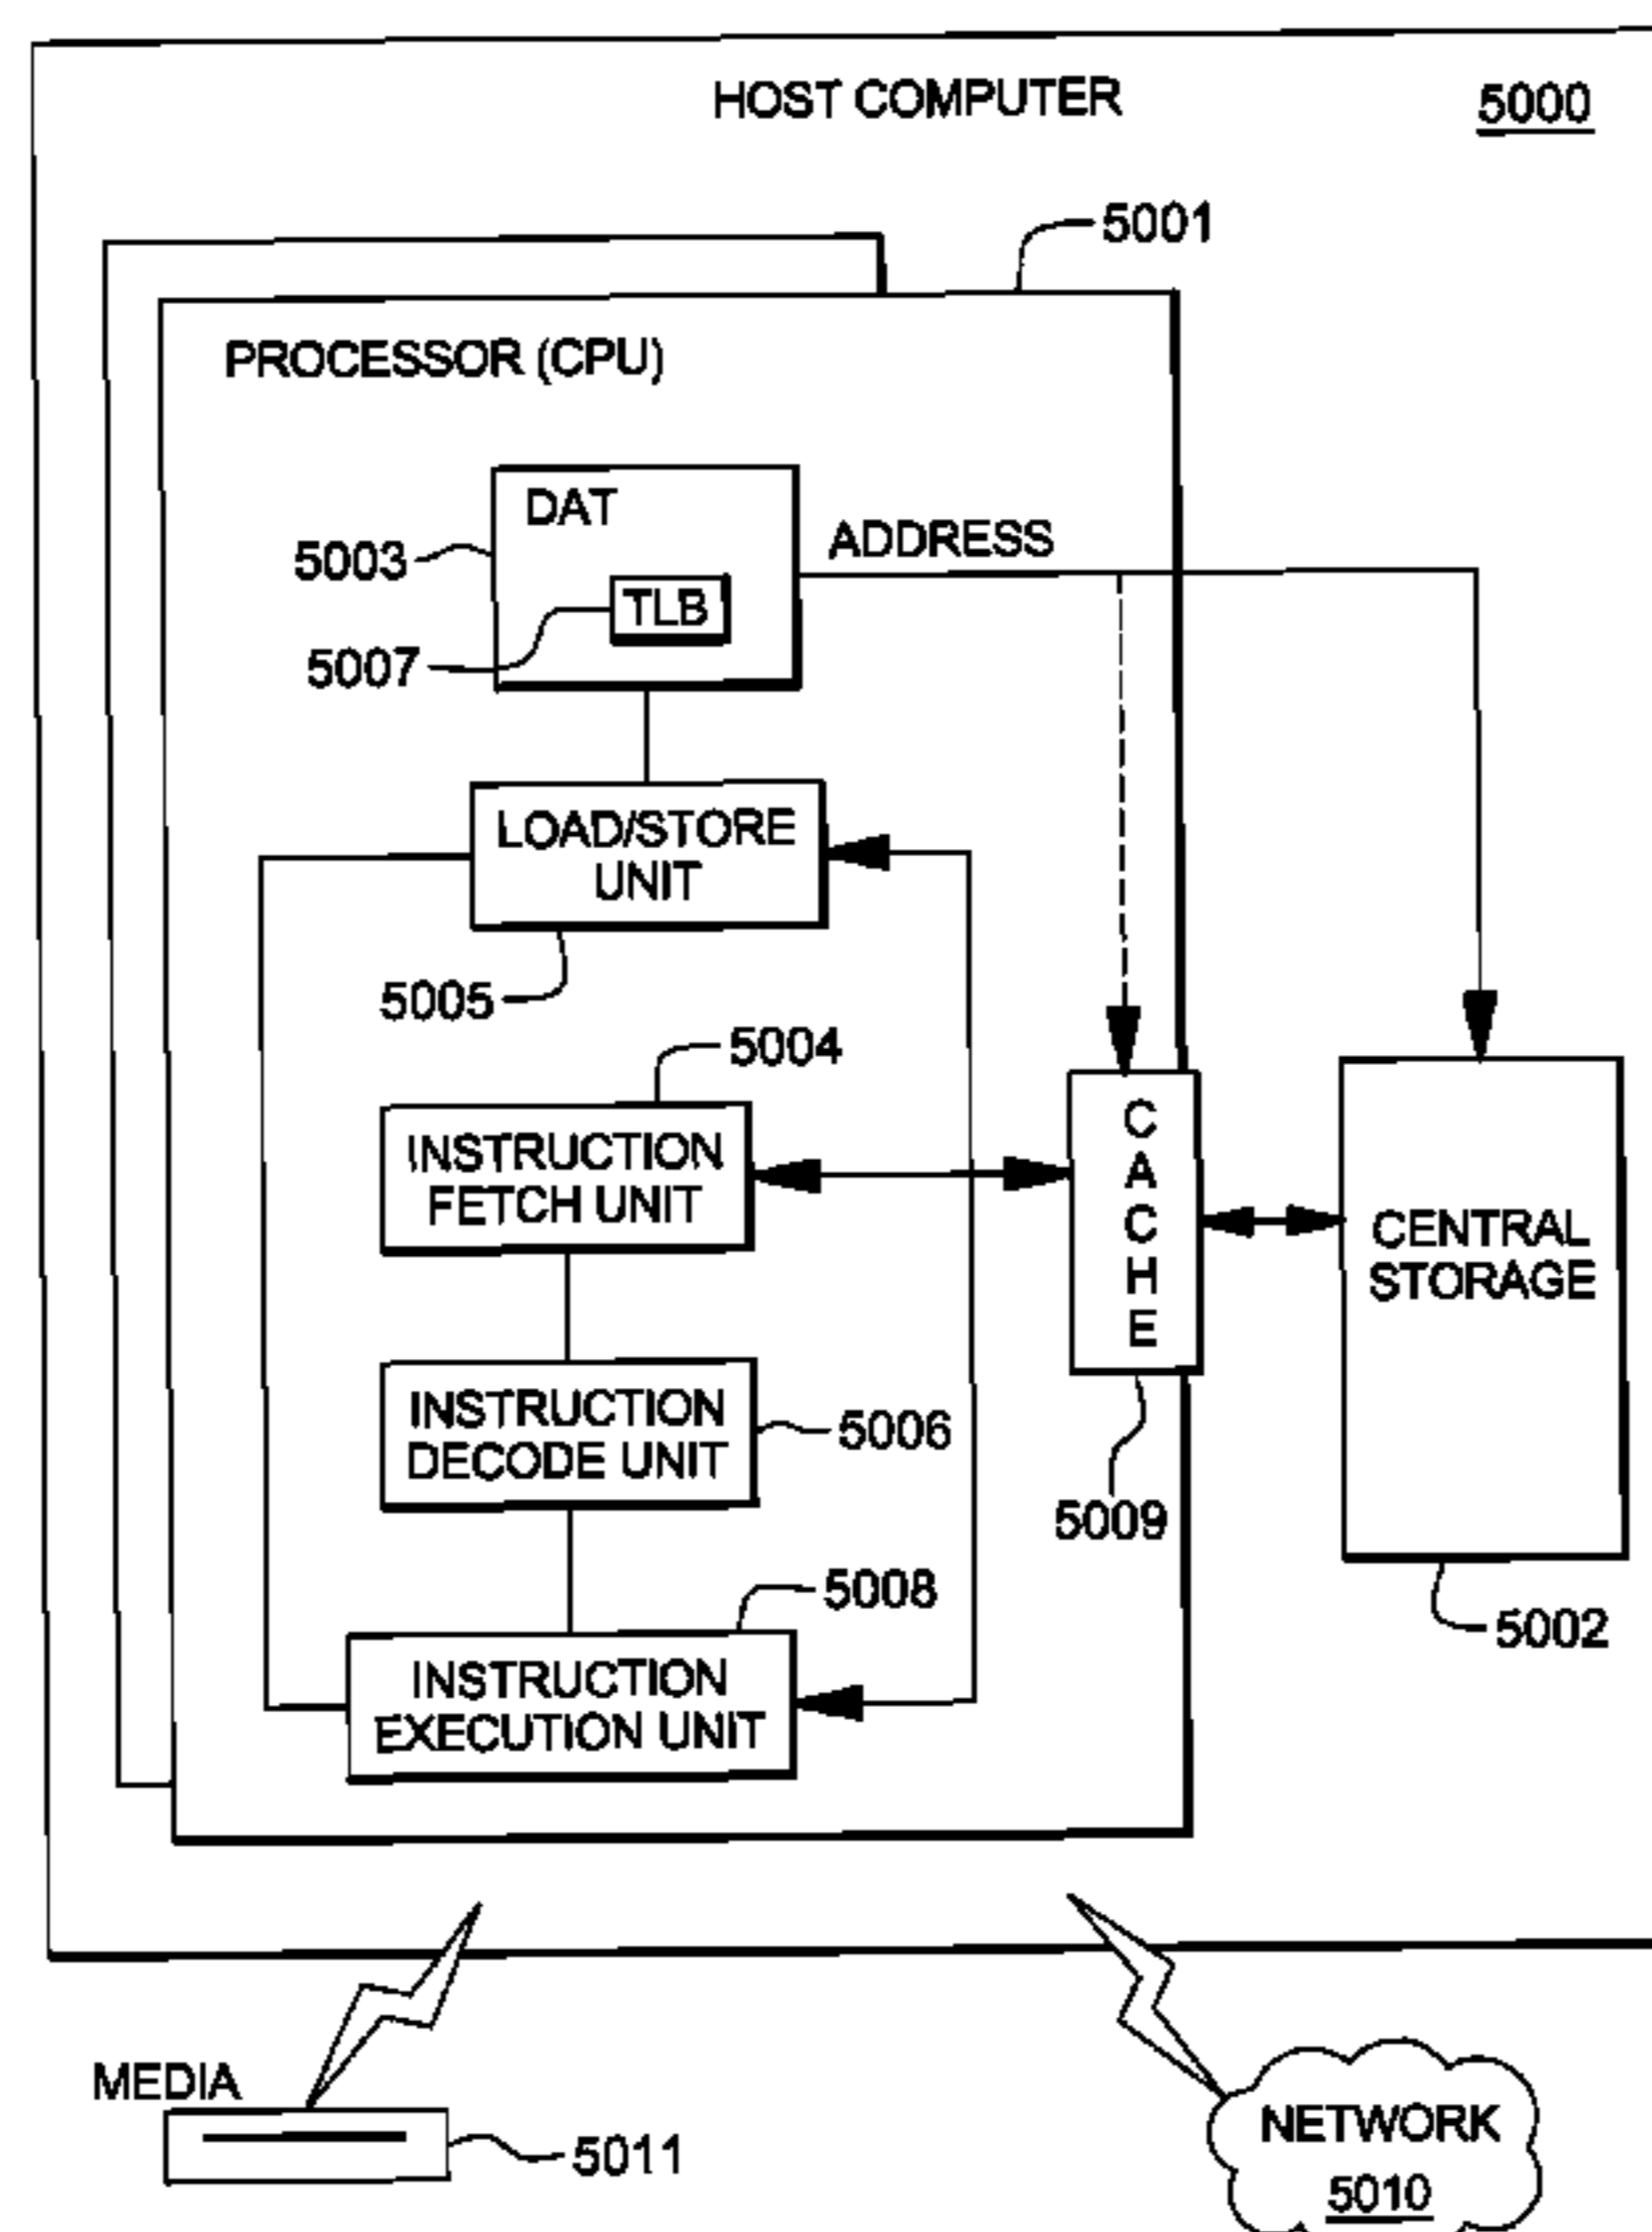 HOST COMPUTER
5000
5001
PROCESSOR (CPU)
DAT
ADDRESS
5003
TLB
5007
LOAD/STORE
UNIT
5005
5004
INSTRUCTION
FETCH UNIT
C
A
C
H
E
CENTRAL
STORAGE
INSTRUCTION
DECODE UNIT
5006
5009
5008
5002
INSTRUCTION
EXECUTION UNIT
MEDIA
5011
NETWORK
5010